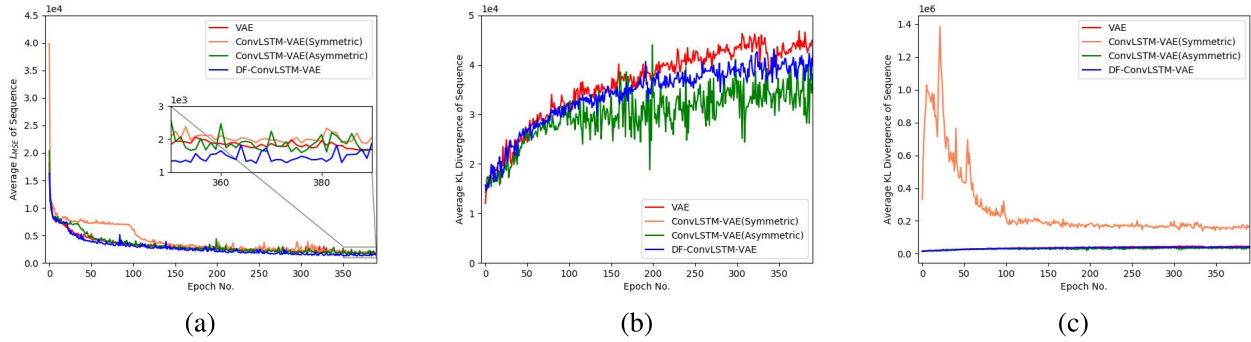 1e4
4.5
4.0
3.5
3.0
2.5
2.0
1.5
1.0
0.5
0.0
Average L_MSE of Sequence
VAE
ConvLSTM-VAE(Symmetric)
ConvLSTM-VAE(Asymmetric)
DF-ConvLSTM-VAE
1e3
3
2
1
360 380
0 50 100 150 200 250 300 350
Epoch No.
(a)
1e4
5
4
3
2
1
0
Average KL Divergence of Sequence
VAE
ConvLSTM-VAE(Symmetric)
ConvLSTM-VAE(Asymmetric)
DF-ConvLSTM-VAE
0 50 100 150 200 250 300 350
Epoch No.
(b)
1e6
1.4
1.2
1.0
0.8
0.6
0.4
0.2
0.0
Average KL Divergence of Sequence
VAE
ConvLSTM-VAE(Symmetric)
ConvLSTM-VAE(Asymmetric)
DF-ConvLSTM-VAE
0 50 100 150 200 250 300 350
Epoch No.
(c)